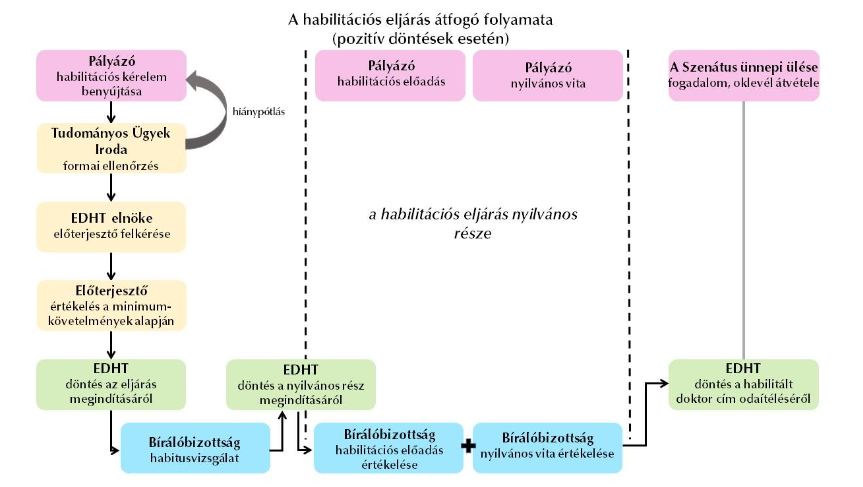 A habilitációs eljárás átfogó folyamata
(pozitív döntések esetén)
Pályázó
habilitációs kérelem
benyújtása
hiánypótlás
Tudományos Ügyek
Iroda
formai ellenőrzés
EDHT elnöke
előterjesztő felkérése
Előterjesztő
értékelés a minimum-
követelmények alapján
EDHT
döntés az eljárás
megindításáról
Bírálóbizottság
habitusvizsgálat
EDHT
döntés a nyilvános rész
megindításáról
Pályázó
habilitációs előadás
Pályázó
nyilvános vita
a habilitációs eljárás nyilvános
része
Bírálóbizottság
habilitációs előadás
értékelése
+
Bírálóbizottság
nyilvános vita értékelése
A Szenátus ünnepi ülése
fogadalom, oklevél átvétele
EDHT
döntés a habilitált
doktor cím odaítéléséről